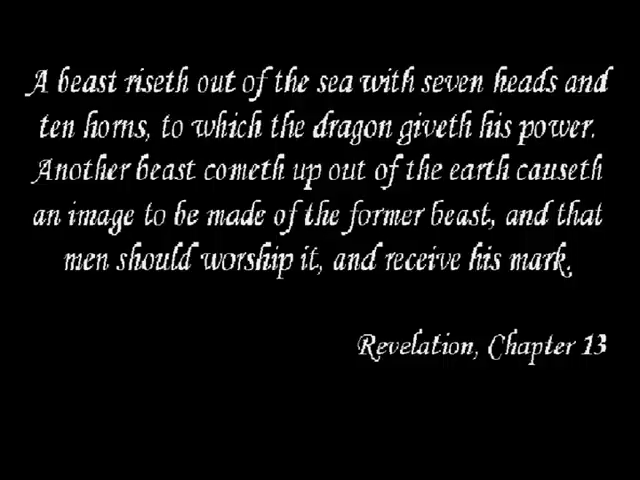 A beast riseth out of the sea with seven heads and
ten horns, to which the dragon giveth his power.
Another beast cometh up out of the earth causeth
an image to be made of the former beast, and that
men should worship it, and receive his mark.
Revelation, Chapter 13